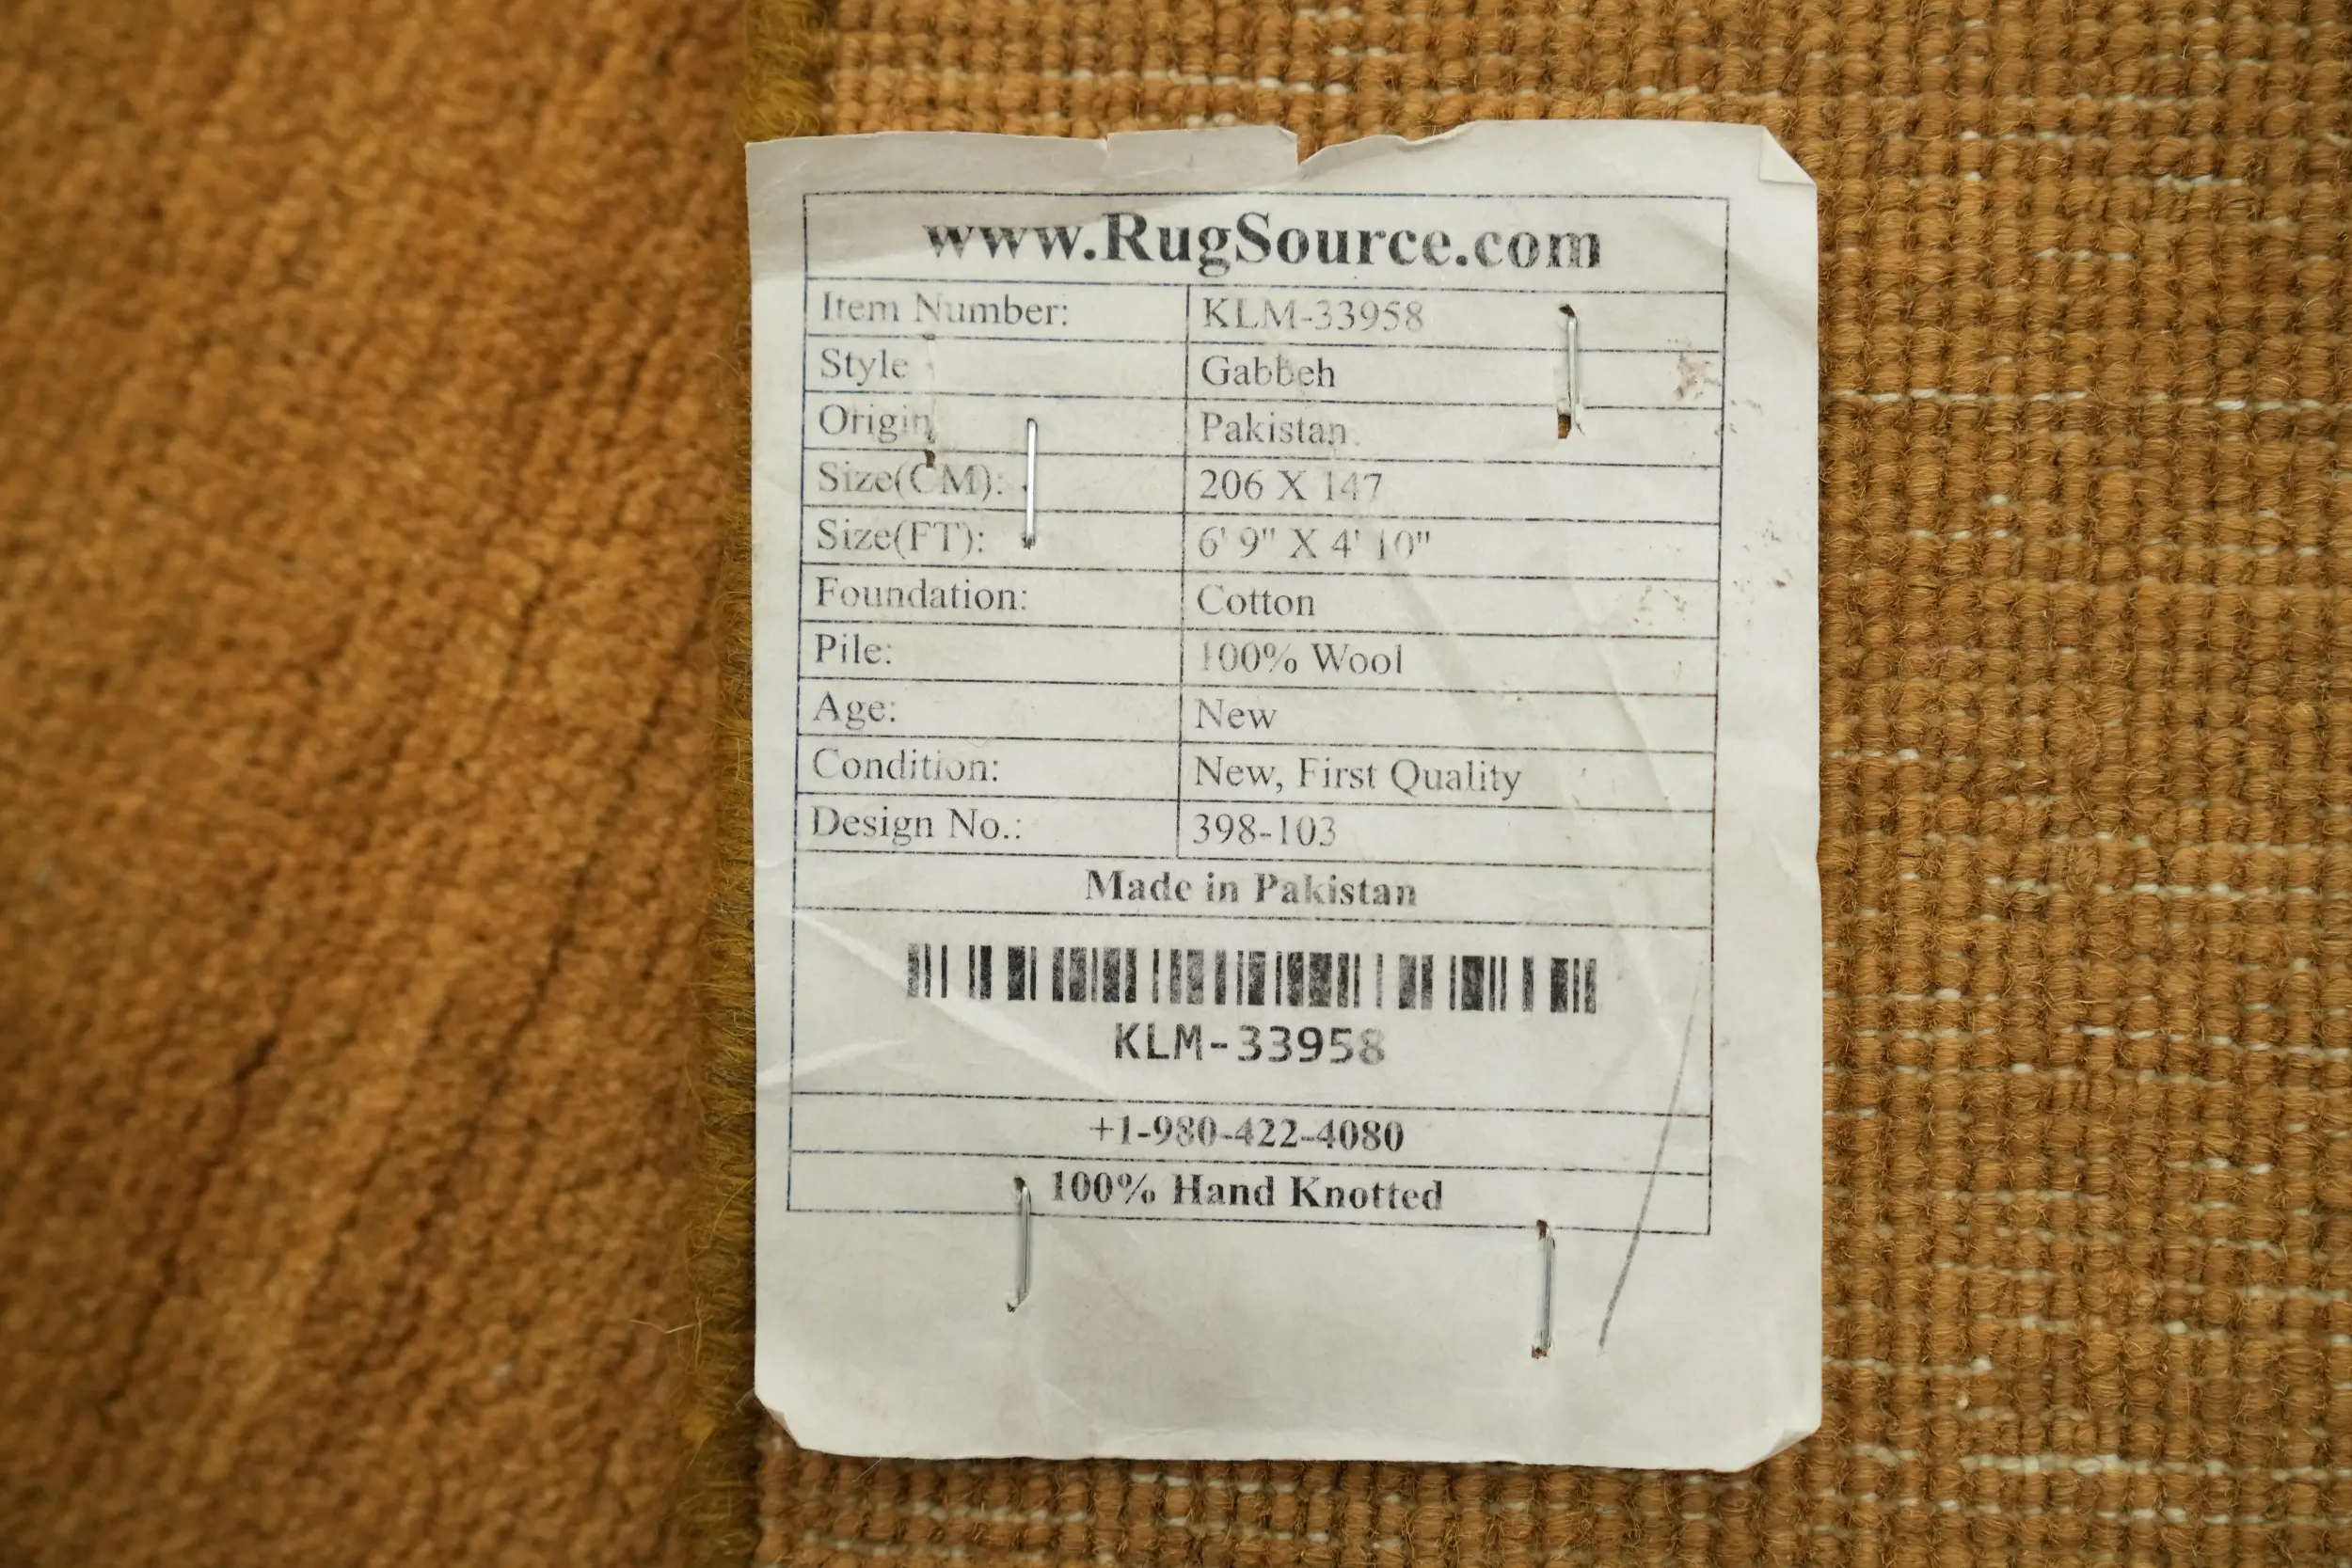 www.RugSource.com
Item Number: KLM-33958
Style Gabbeh
Origin Pakistan
Size(CM): 206 X 147
Size(FT): 6' 9" X 4' 10"
Foundation: Cotton
Pile: 100% Wool
Age: New
Condition: New, First Quality
Design No.: 398-103
Made in Pakistan
KLM-33958
+1-980-422-4080
100% Hand Knotted